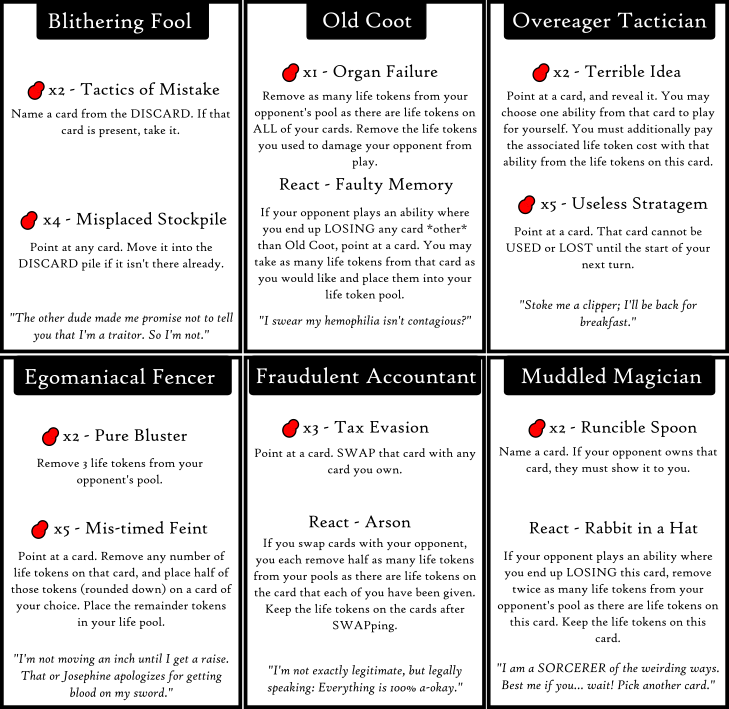 Blithering Fool
x2 - Tactics of Mistake
Name a card from the DISCARD. If that
card is present, take it.
x4 - Misplaced Stockpile
Point at any card. Move it into the
DISCARD pile if it isn't there already.
"The other dude made me promise not to tell
you that I'm a traitor. So I'm not."
Old Coot
x1 - Organ Failure
Remove as many life tokens from your
opponent's pool as there are life tokens on
ALL of your cards. Remove the life tokens
you used to damage your opponent from
play.
React - Faulty Memory
If your opponent plays an ability where
you end up LOSING any card *other*
than Old Coot, point at a card. You may
take as many life tokens from that card as
you would like and place them into your
life token pool.
"I swear my hemophilia isn't contagious?"
Overeager Tactician
x2 - Terrible Idea
Point at a card, and reveal it. You may
choose one ability from that card to play
for yourself. You must additionally pay
the associated life token cost with that
ability from the life tokens on this card.
x5 - Useless Stratagem
Point at a card. That card cannot be
USED or LOST until the start of your
next turn.
"Stoke me a clipper; I'll be back for
breakfast."
Egomaniacal Fencer
x2 - Pure Bluster
Remove 3 life tokens from your
opponent's pool.
x5 - Mis-timed Feint
Point at a card. Remove any number of
life tokens on that card, and place half of
those tokens (rounded down) on a card of
your choice. Place the remainder tokens
in your life pool.
"I'm not moving an inch until I get a raise.
That or Josephine apologizes for getting
blood on my sword."
Fraudulent Accountant
x3 - Tax Evasion
Point at a card. SWAP that card with any
card you own.
React - Arson
If you swap cards with your opponent,
you each remove half as many life tokens
from your pools as there are life tokens on
the card that each of you have been given.
Keep the life tokens on the cards after
SWAPping.
"I'm not exactly legitimate, but legally
speaking: Everything is 100% a-okay."
Muddled Magician
x2 - Runcible Spoon
Name a card. If your opponent owns that
card, they must show it to you.
React - Rabbit in a Hat
If your opponent plays an ability where
you end up LOSING this card, remove
twice as many life tokens from your
opponent's pool as there are life tokens on
this card. Keep the life tokens on this
card.
"I am a SORCERER of the weirding ways.
Best me if you... wait! Pick another card."